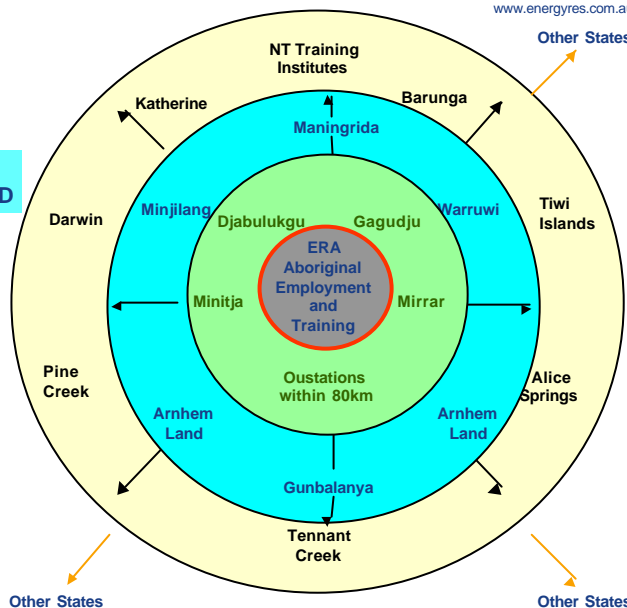 www.energyres.com.au
Other States
NT Training
Institutes
Katherine
Barunga
Maningrida
D
Darwin
Minjilang
Warruwi
Tiwi
Islands
Djabulukgu
Gagudju
ERA
Aboriginal
Employment
and
Training
Minitja
Mirrar
Pine
Creek
Oustations
within 80km
Alice
Springs
Arnhem
Land
Arnhem
Land
Gunbalanya
Tennant
Creek
Other States
Other States